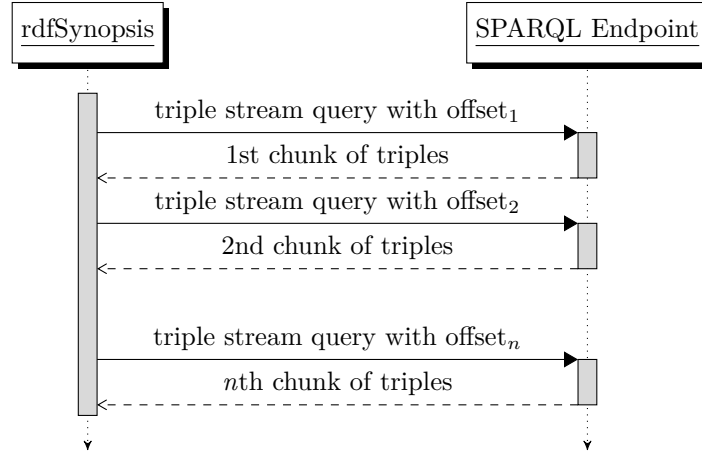 rdfSynopsis
SPARQL Endpoint
triple stream query with offset₁
1st chunk of triples
triple stream query with offset₂
2nd chunk of triples
triple stream query with offsetₙ
nth chunk of triples